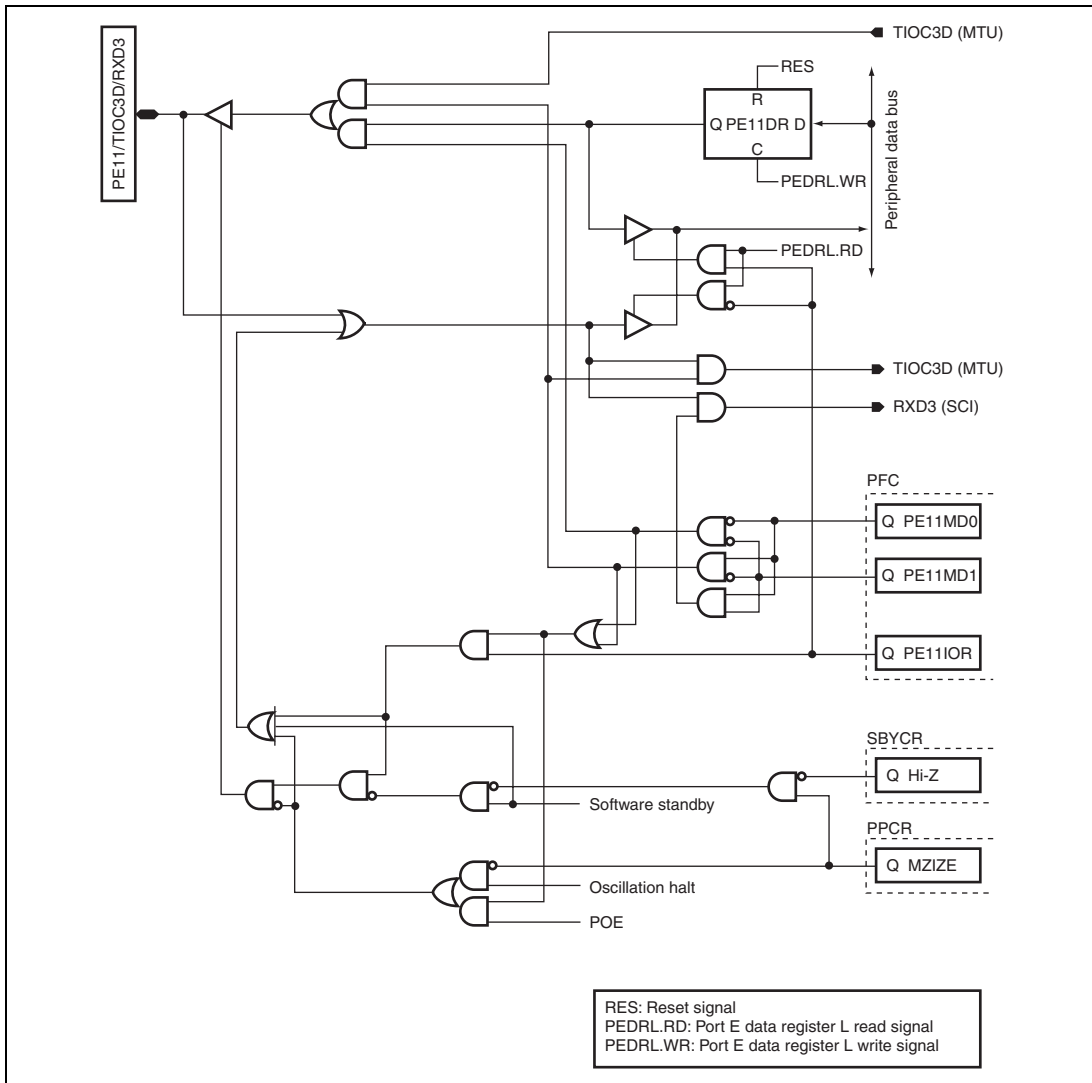 PE11/TIOC3D/RXD3
TIOC3D (MTU)
RES
R
Q PE11DR D
C
PEDRL.WR
Peripheral data bus
PEDRL.RD
TIOC3D (MTU)
RXD3 (SCI)
PFC
Q PE11MD0
Q PE11MD1
Q PE11IOR
SBYCR
Q Hi-Z
Software standby
PPCR
Q MZIZE
Oscillation halt
POE
RES: Reset signal
PEDRL.RD: Port E data register L read signal
PEDRL.WR: Port E data register L write signal